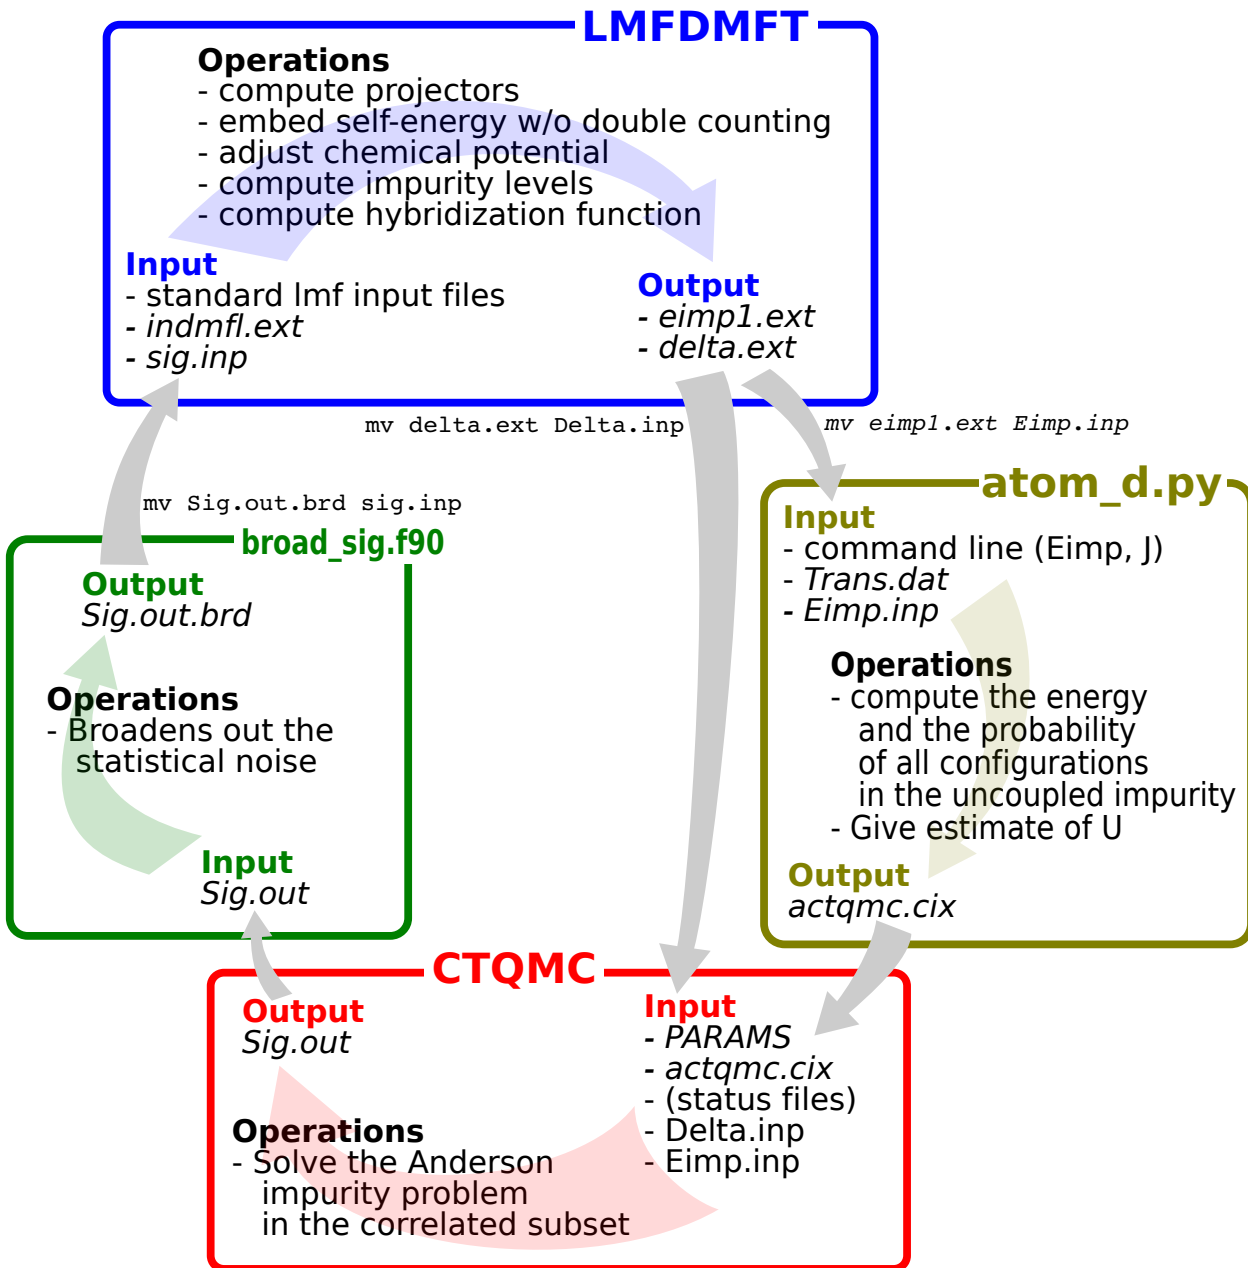 LMFDMFT
Operations
- compute projectors
- embed self-energy w/o double counting
- adjust chemical potential
- compute impurity levels
- compute hybridization function
Input
- standard lmf input files
- indmfl.ext
- sig.inp
Output
- eimp1.ext
- delta.ext
mv delta.ext Delta.inp
mv eimp1.ext Eimp.inp
mv Sig.out.brd sig.inp
atom_d.py
Input
- command line (Eimp, J)
- Trans.dat
- Eimp.inp
Operations
- compute the energy
and the probability
of all configurations
in the uncoupled impurity
- Give estimate of U
Output
actqmc.cix
broad_sig.f90
Output
Sig.out.brd
Operations
- Broadens out the
statistical noise
Input
Sig.out
CTQMC
Output
Sig.out
Input
- PARAMS
- actqmc.cix
- (status files)
- Delta.inp
- Eimp.inp
Operations
- Solve the Anderson
impurity problem
in the correlated subset